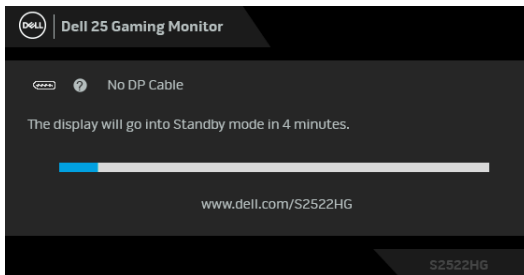 DELL
Dell 25 Gaming Monitor
? No DP Cable
The display will go into Standby mode in 4 minutes.
www.dell.com/S2522HG
S2522HG